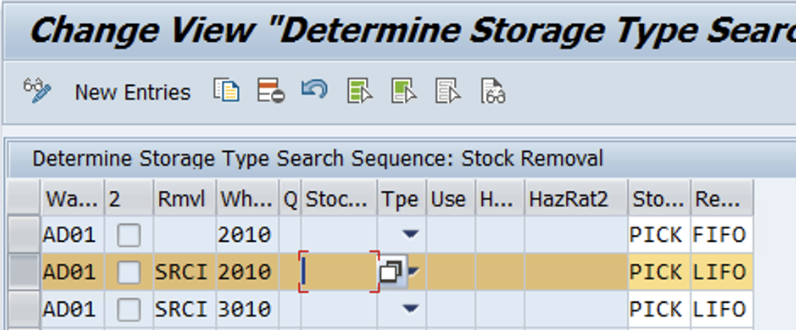 Change View "Determine Storage Type Searc
New Entries
Determine Storage Type Search Sequence: Stock Removal
Wa... 2 Rmvl Wh... Q Stoc... Tpe Use H... HazRat2 Sto... Re...
AD01 2010 PICK FIFO
AD01 SRCI 2010 PICK LIFO
AD01 SRCI 3010 PICK LIFO